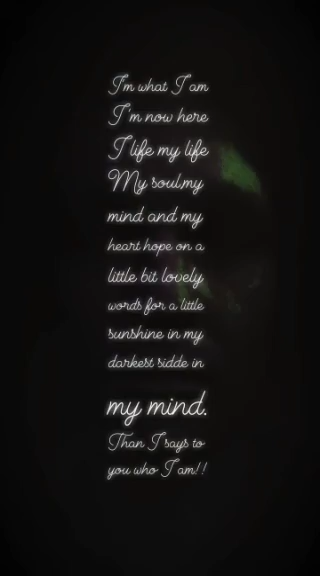 I'm what I am
I'm now here
I life my life
My soul,my
mind and my
heart hope on a
little bit lovely
words for a little
sunshine in my
darkest sidde in
my mind.
Than I says to
you who I am!!